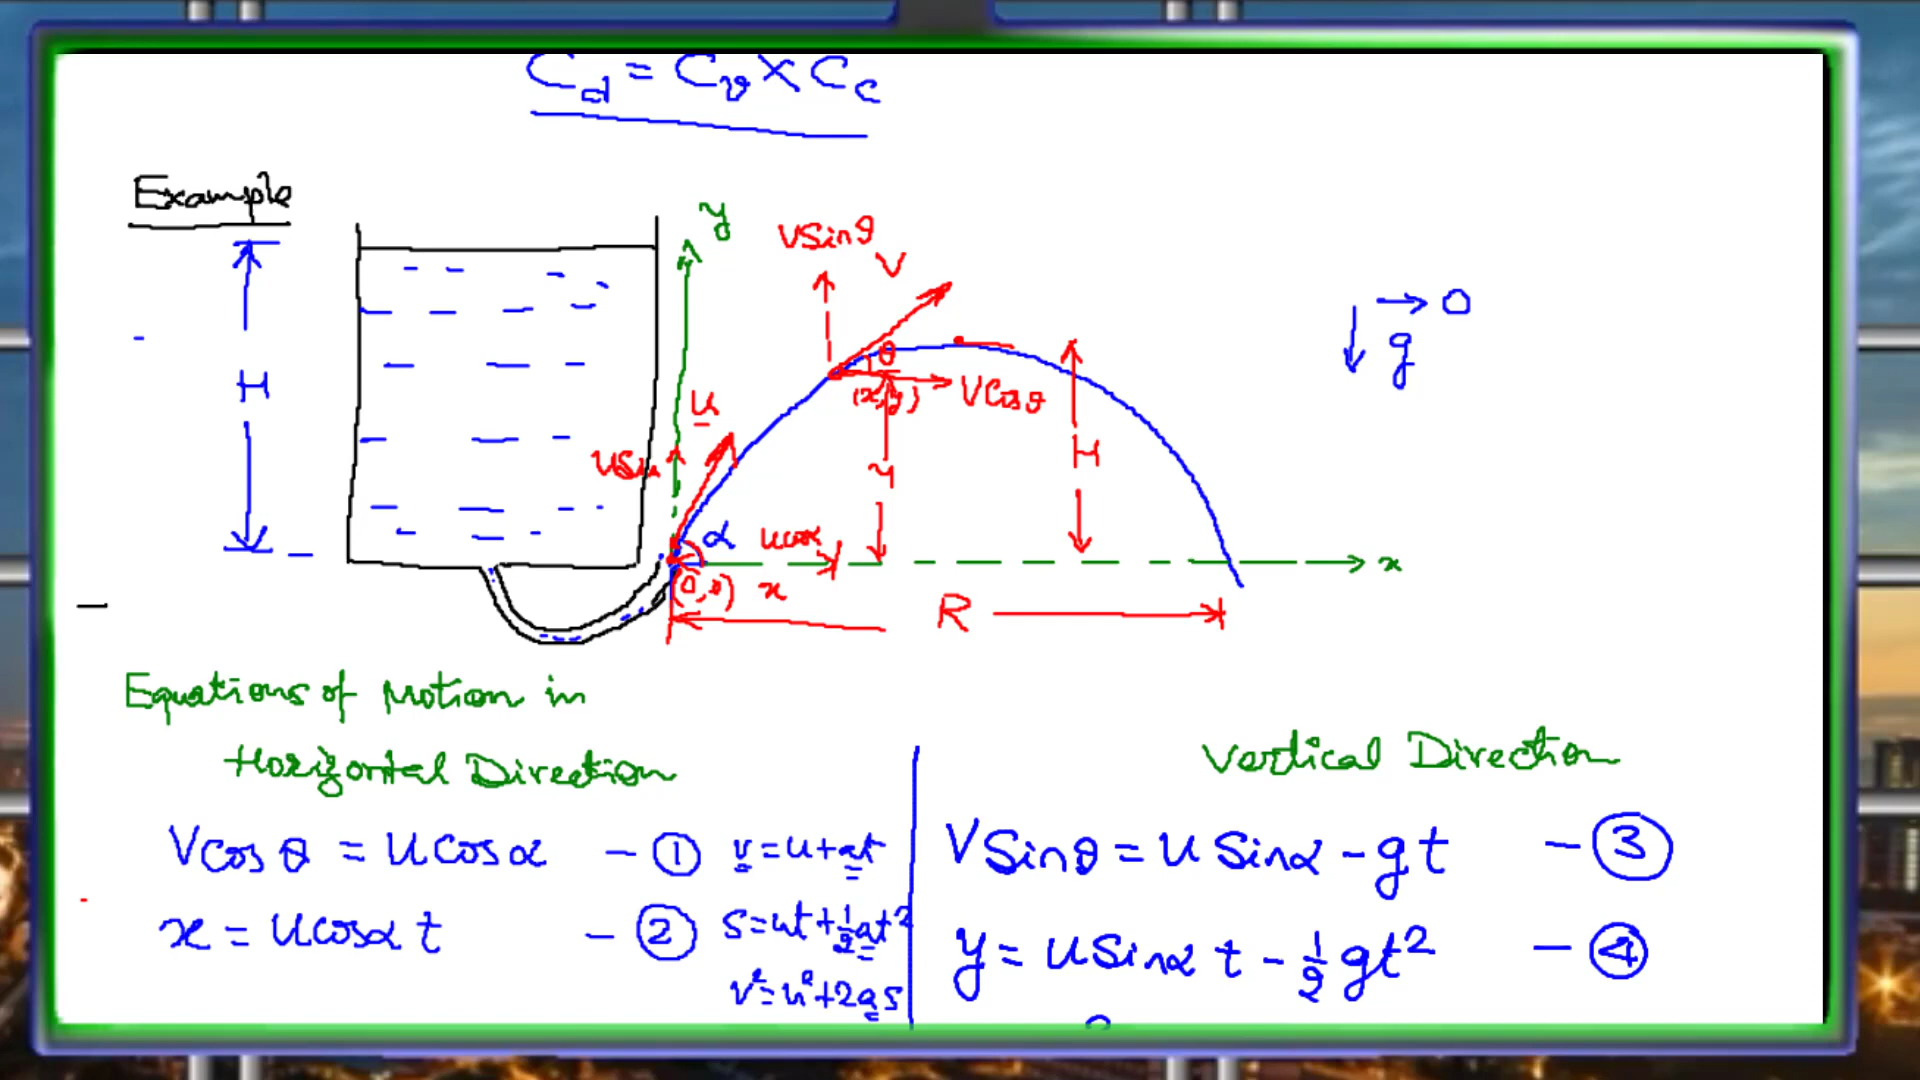 Cd = Cv × Cc
Example
y
VSinθ
V
→ 0
↓ g
H
θ
(x,y)
VCosθ
u
H
y
α
ucosα
x
(0,0)
x
R
Equations of Motion in
Horizontal Direction
Vertical Direction
VCosθ = UCosα - ①
v = u + at
VSinθ = U Sinα - gt - ③
x = Ucosα t - ②
S = ut + ½at²
y = USinα t - ½gt² - ④
v² = u² + 2as